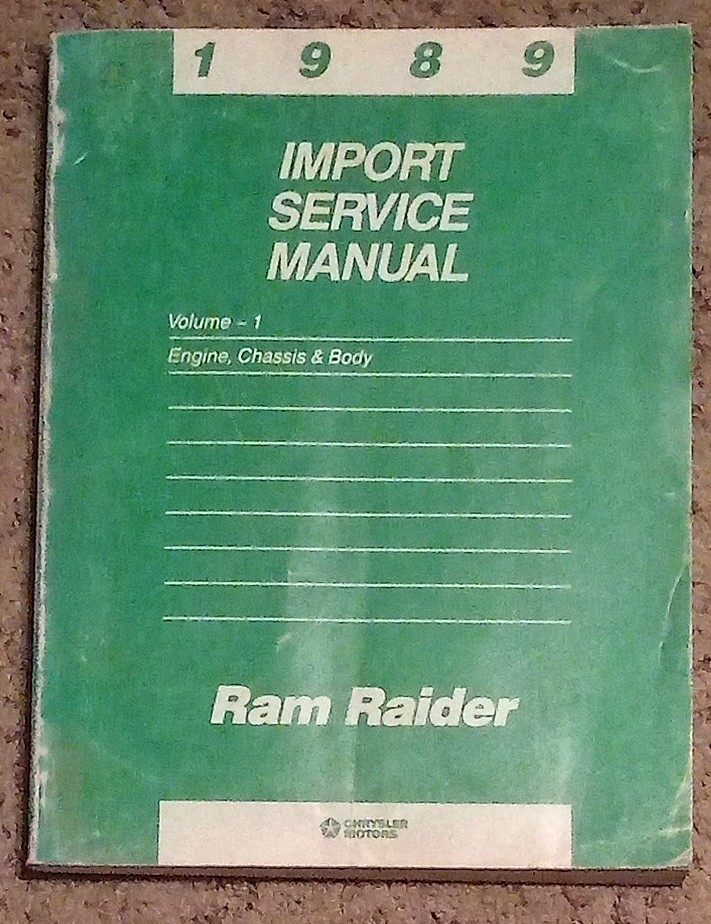 1 9 8 9
IMPORT
SERVICE
MANUAL
Volume - 1
Engine, Chassis & Body
Ram Raider
CHRYSLER
MOTORS